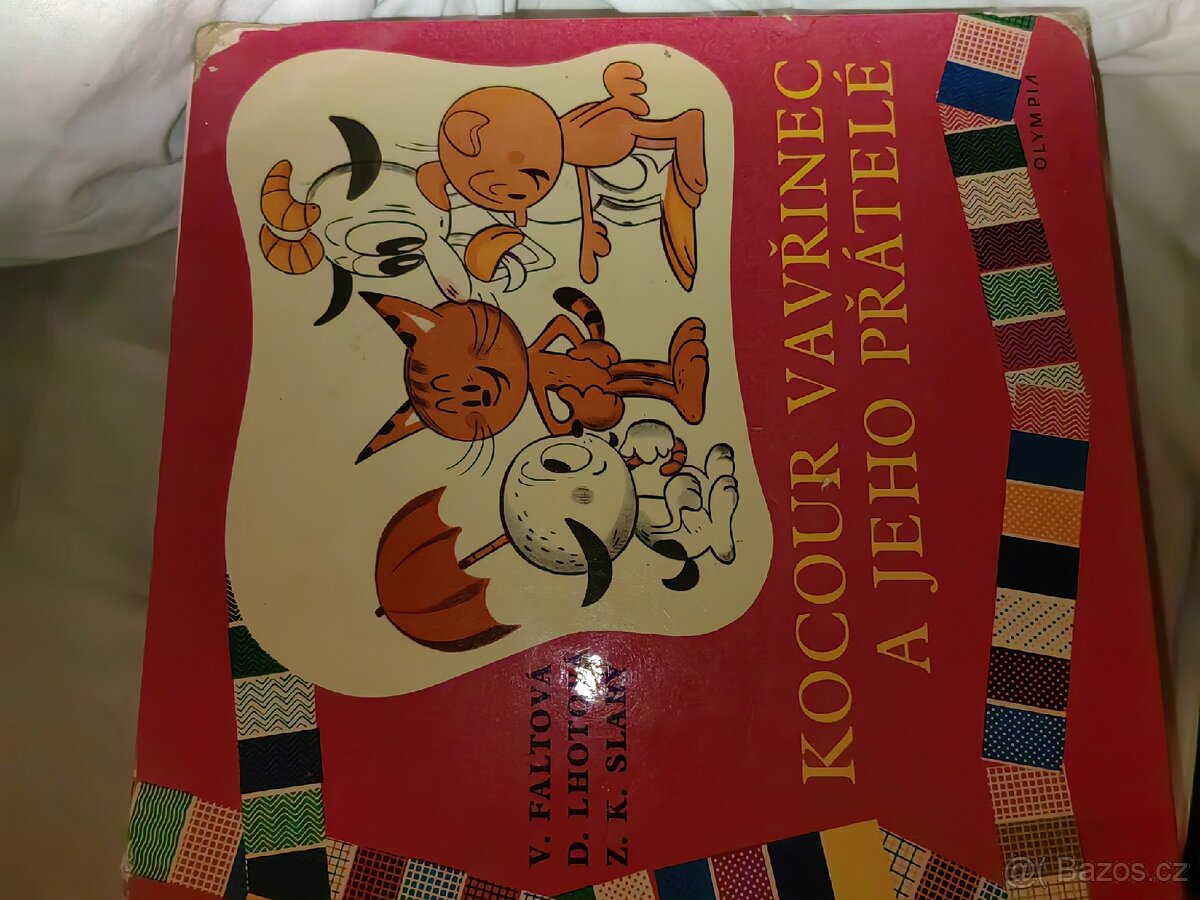 V. FALTOVÁ
D. LHOTOVÁ
Z. K. SLABÝ
KOCOUR VAVŘINEC
A JEHO PŘÁTELÉ
OLYMPIA
@( Bazos.cz